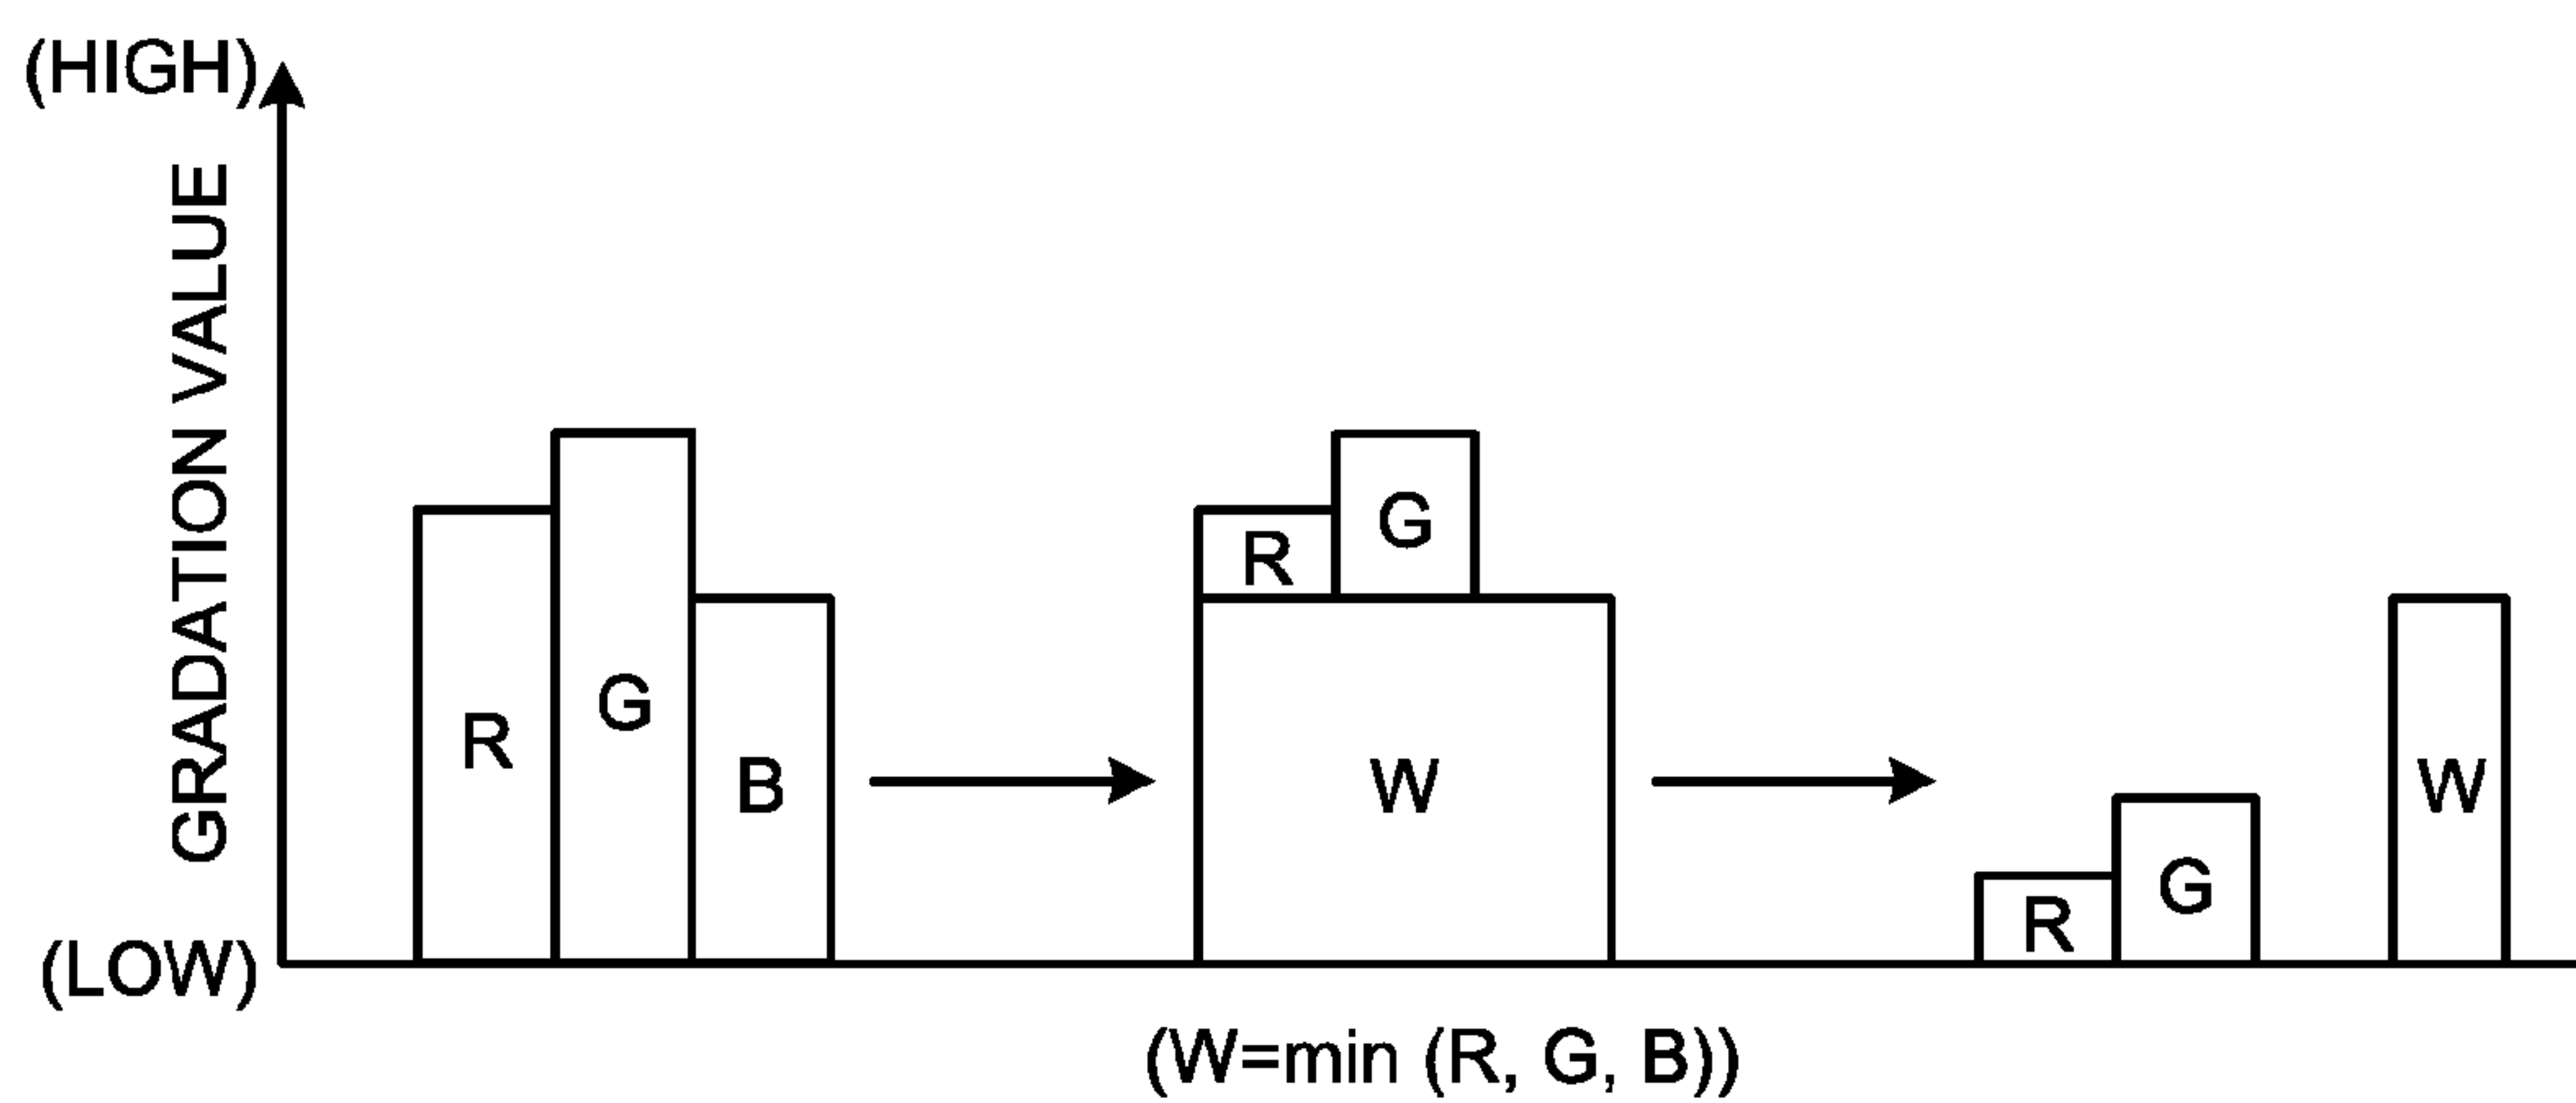 (HIGH)
GRADATION VALUE
(LOW)
R
G
B
R
G
W
R
G
W
(W=min (R, G, B))